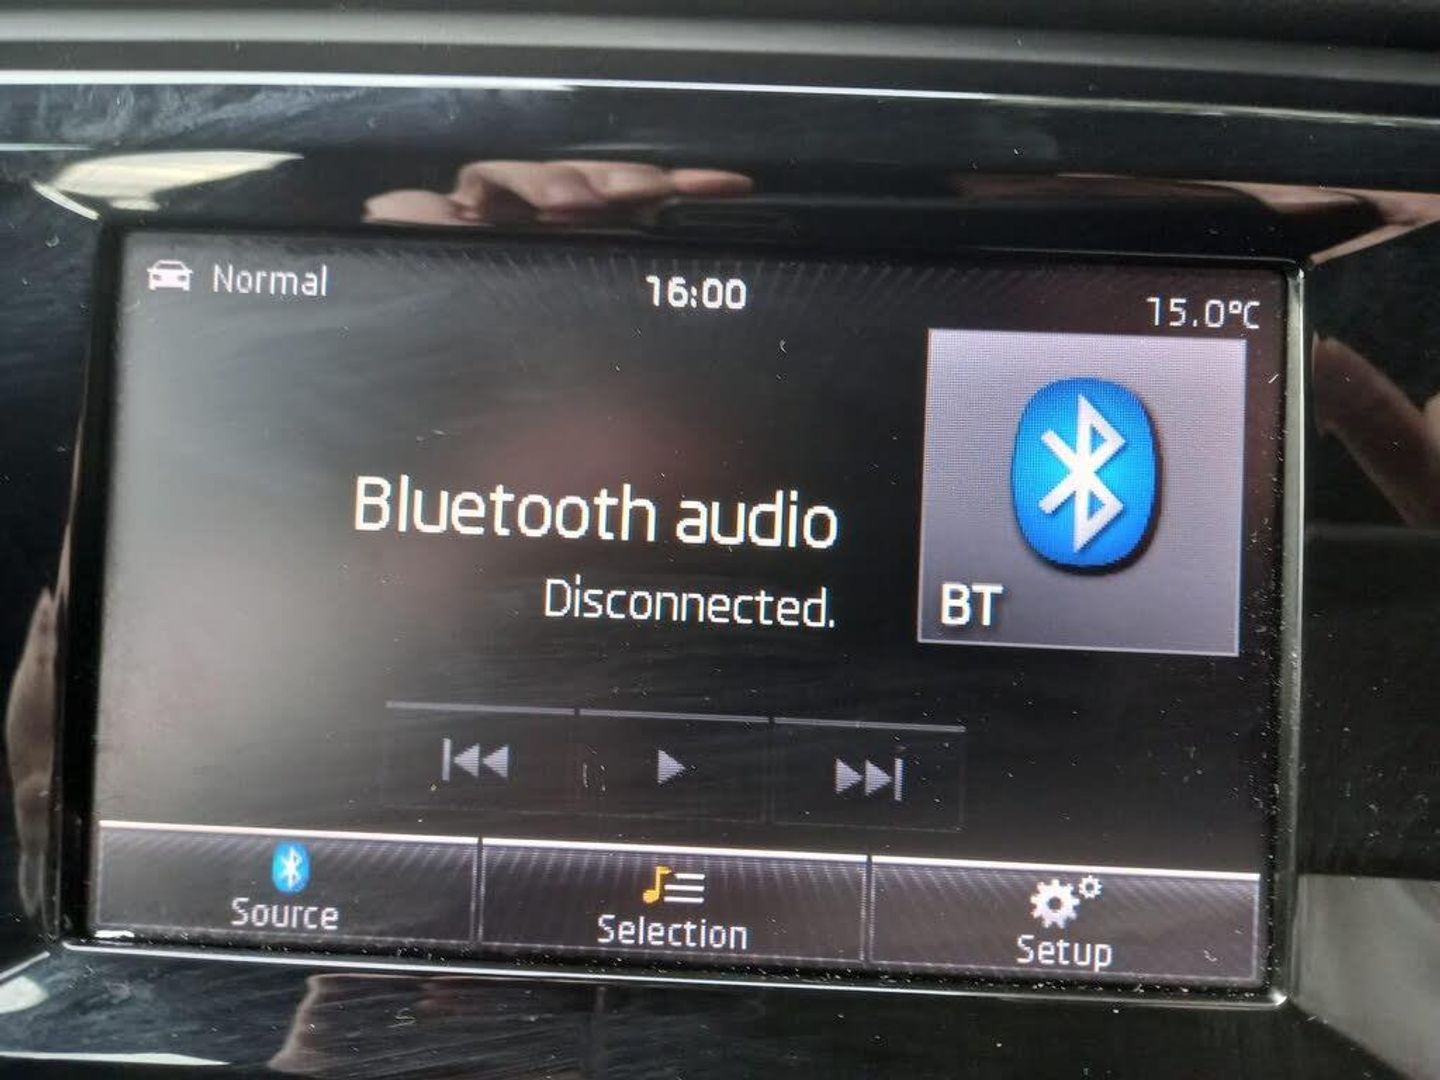 Normal
16:00
15.0°C
Bluetooth audio
Disconnected.
BT
Source
Selection
Setup